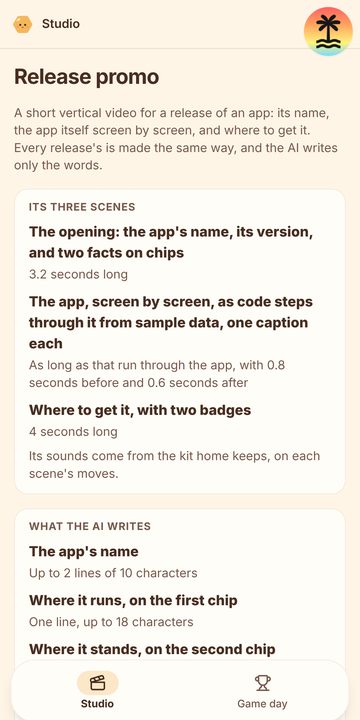 Studio
Release promo
A short vertical video for a release of an app: its name,
the app itself screen by screen, and where to get it.
Every release's is made the same way, and the AI writes
only the words.
ITS THREE SCENES
The opening: the app's name, its version,
and two facts on chips
3.2 seconds long
The app, screen by screen, as code steps
through it from sample data, one caption
each
As long as that run through the app, with 0.8
seconds before and 0.6 seconds after
Where to get it, with two badges
4 seconds long
Its sounds come from the kit home keeps, on each
scene's moves.
WHAT THE AI WRITES
The app's name
Up to 2 lines of 10 characters
Where it runs, on the first chip
One line, up to 18 characters
Where it stands, on the second chip
Studio
Game day